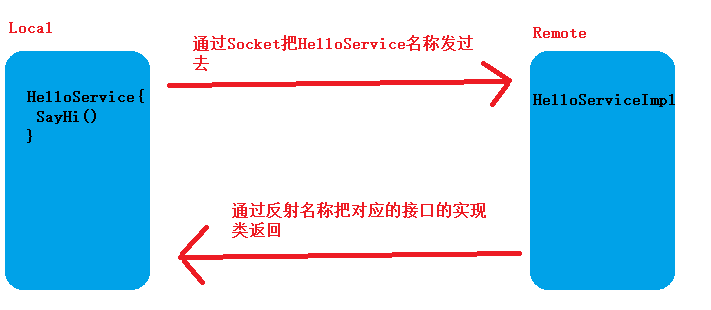 Local
通过Socket把HelloService名称发过
去
Remote
HelloService{
SayHi()
}
HelloServiceImpl
通过反射名称把对应的接口的实现
类返回